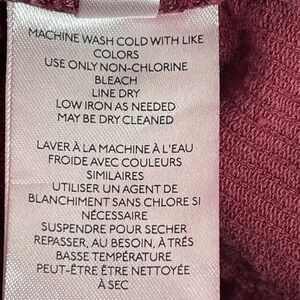 MACHINE WASH COLD WITH LIKE
COLORS
USE ONLY NON-CHLORINE
BLEACH
LINE DRY
LOW IRON AS NEEDED
MAY BE DRY CLEANED
LAVER À LA MACHINE À L'EAU
FROIDE AVEC COULEURS
SIMILAIRES
UTILISER UN AGENT DE
BLANCHIMENT SANS CHLORE SI
NÉCESSAIRE
SUSPENDRE POUR SECHER
REPASSER, AU BESOIN, À TRÉS
BASSE TEMPÉRATURE
PEUT-ÊTRE ÊTRE NETTOYÉE
À SEC